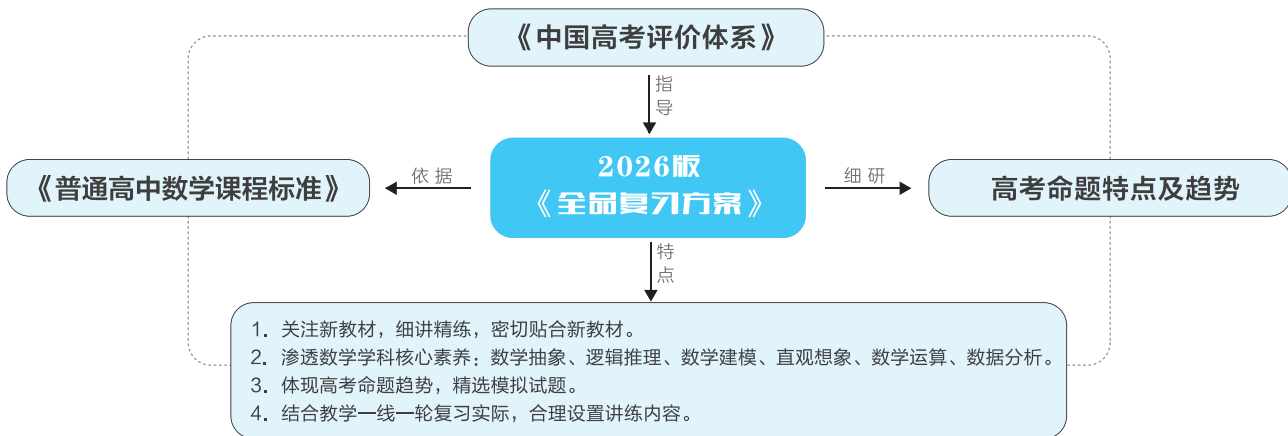 《中国高考评价体系》
指导
2026版
《全品复习方案》
依据
《普通高中数学课程标准》
细研
高考命题特点及趋势
特点
1. 关注新教材，细讲精练，密切贴合新教材。
2. 渗透数学学科核心素养：数学抽象、逻辑推理、数学建模、直观想象、数学运算、数据分析。
3. 体现高考命题趋势，精选模拟试题。
4. 结合教学一线一轮复习实际，合理设置讲练内容。